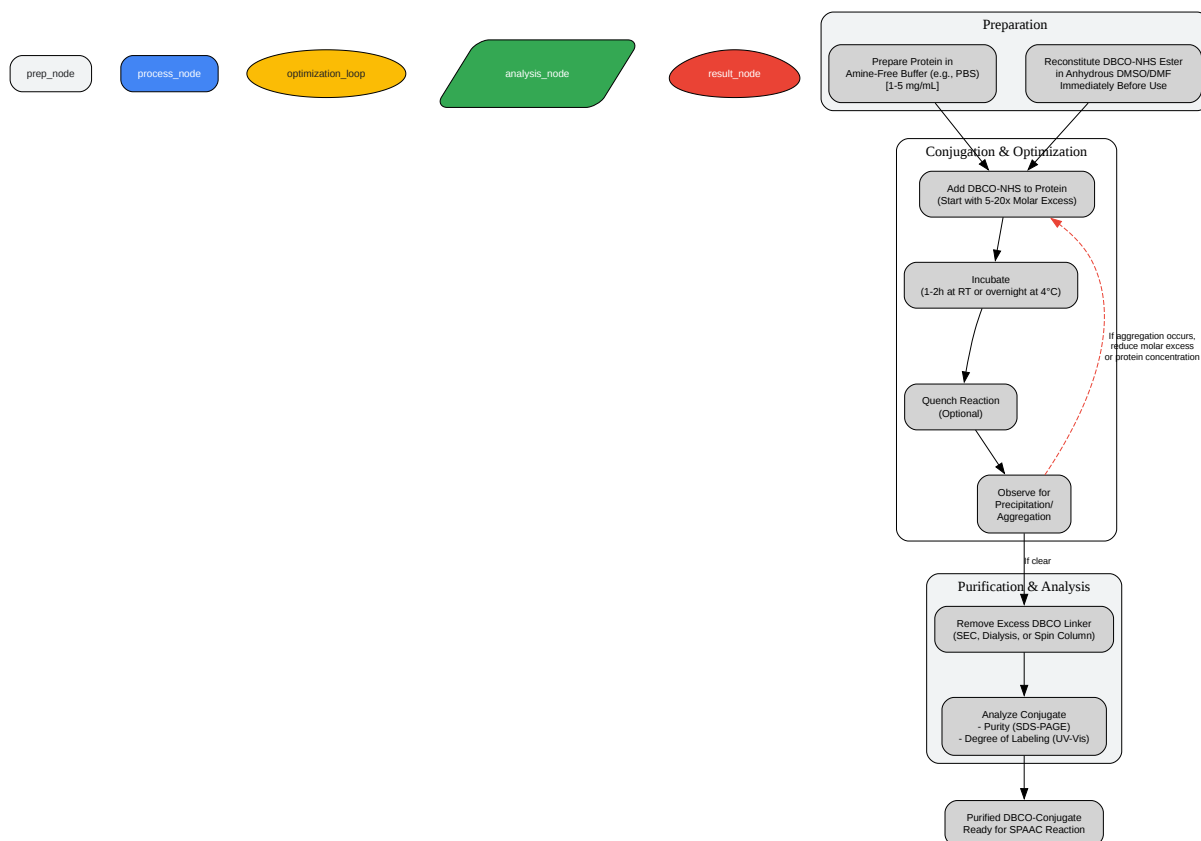 prep_node
process_node
optimization_loop
analysis_node
result_node
Preparation
Prepare Protein in
Amine-Free Buffer (e.g., PBS)
[1-5 mg/mL]
Reconstitute DBCO-NHS Ester
in Anhydrous DMSO/DMF
Immediately Before Use
Conjugation & Optimization
Add DBCO-NHS to Protein
(Start with 5-20x Molar Excess)
Incubate
(1-2h at RT or overnight at 4°C)
If aggregation occurs,
reduce molar excess
or protein concentration
Quench Reaction
(Optional)
Observe for
Precipitation/
Aggregation
If clear
Purification & Analysis
Remove Excess DBCO Linker
(SEC, Dialysis, or Spin Column)
Analyze Conjugate
- Purity (SDS-PAGE)
- Degree of Labeling (UV-Vis)
Purified DBCO-Conjugate
Ready for SPAAC Reaction